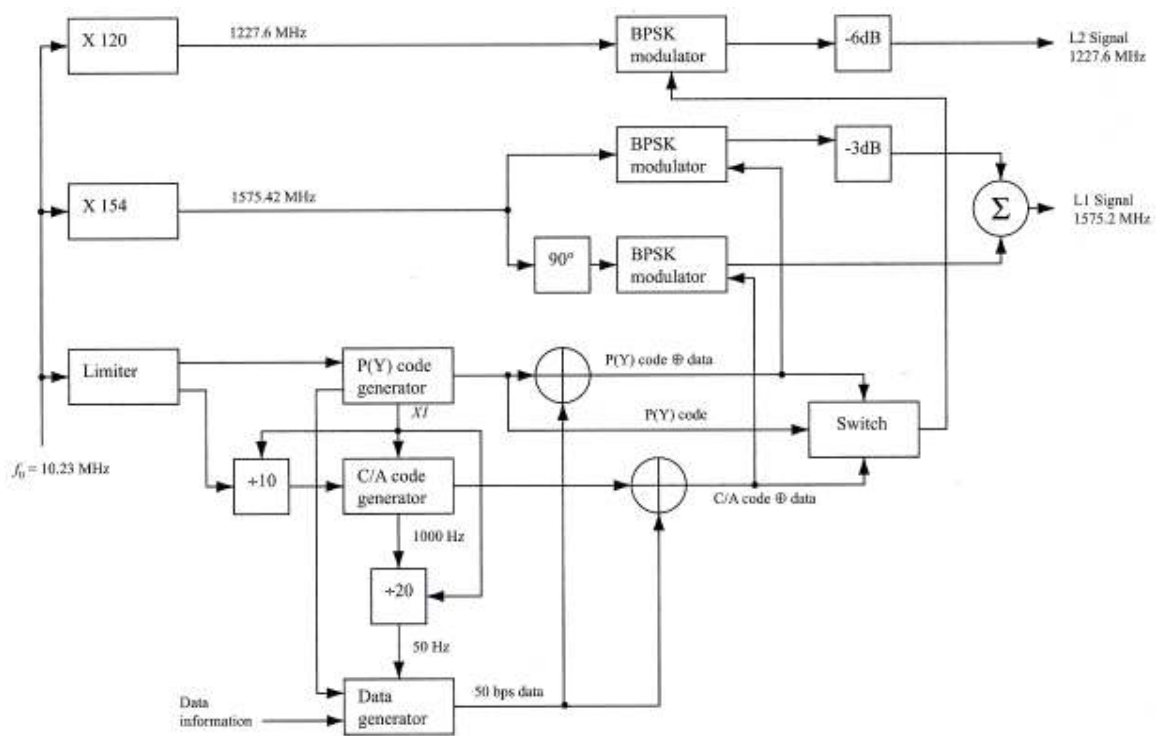 X 120
1227.6 MHz
BPSK
modulator
-6dB
L2 Signal
1227.6 MHz
BPSK
modulator
-3dB
X 154
1575.42 MHz
Σ
L1 Signal
1575.2 MHz
90°
BPSK
modulator
Limiter
P(Y) code
generator
P(Y) code ⊕ data
X1
P(Y) code
Switch
f0 = 10.23 MHz
÷10
C/A code
generator
C/A code ⊕ data
1000 Hz
÷20
50 Hz
Data
information
Data
generator
50 bps data